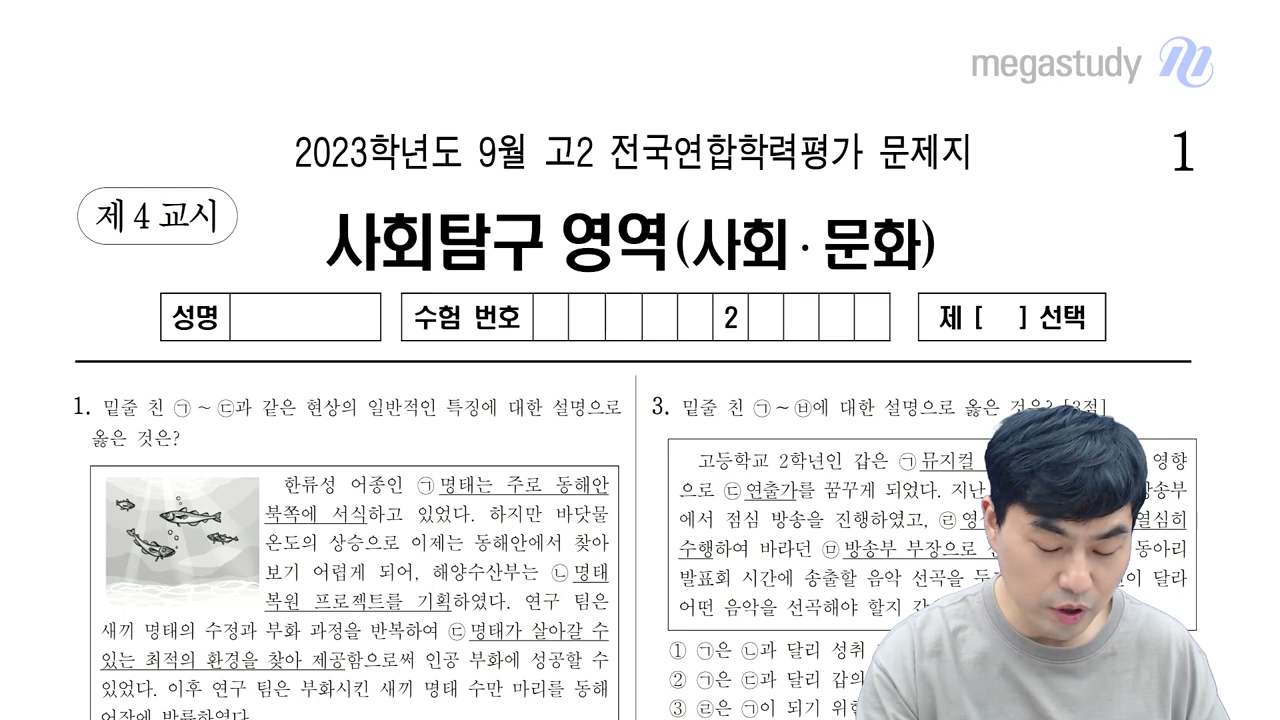 megastudy
2023학년도 9월 고2 전국연합학력평가 문제지
1
제 4 교시
사회탐구 영역(사회 · 문화)
성명
수험 번호
2
제 [ ] 선택
1. 밑줄 친 ㉠ ~ ㉢과 같은 현상의 일반적인 특징에 대한 설명으로
옳은 것은?
한류성 어종인 ㉠ 명태는 주로 동해안
북쪽에 서식하고 있었다. 하지만 바닷물
온도의 상승으로 이제는 동해안에서 찾아
보기 어렵게 되어, 해양수산부는 ㉡ 명태
복원 프로젝트를 기획하였다. 연구 팀은
새끼 명태의 수정과 부화 과정을 반복하여 ㉢ 명태가 살아갈 수
있는 최적의 환경을 찾아 제공함으로써 인공 부화에 성공할 수
있었다. 이후 연구 팀은 부화시킨 새끼 명태 수만 마리를 동해
어장에 방류하였다.
3. 밑줄 친 ㉠ ~ ㉥에 대한 설명으로 옳은 것은? [3점]
고등학교 2학년인 갑은 ㉠ 뮤지컬 영향
으로 ㉢ 연출가를 꿈꾸게 되었다. 지난 방송부
에서 점심 방송을 진행하였고, ㉣ 열심히
수행하여 바라던 ㉤ 방송부 부장으로 동아리
발표회 시간에 송출할 음악 선곡을 달라
어떤 음악을 선곡해야 할지
① ㉠은 ㉡과 달리 성취
② ㉠은 ㉢과 달리 갑의
③ ㉣은 ㉠이 되기